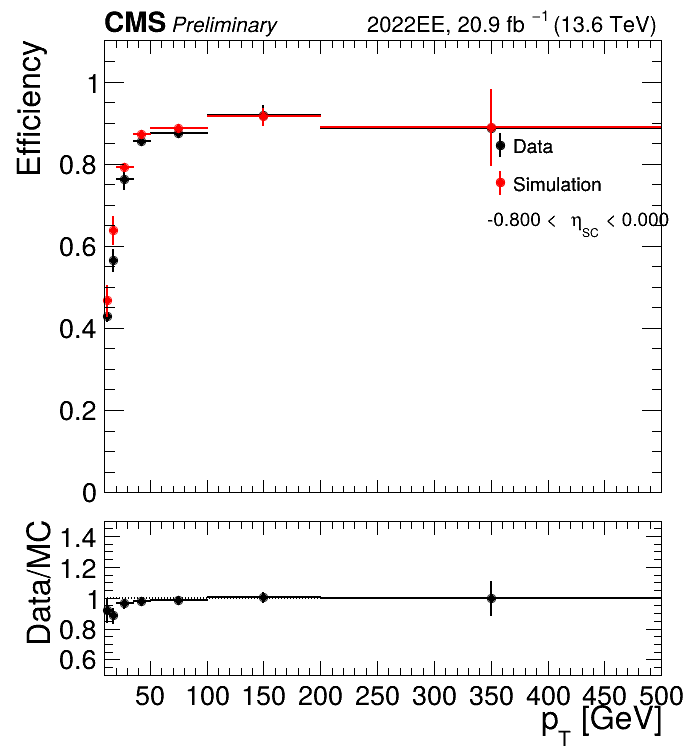 CMS Preliminary 2022EE, 20.9 fb⁻¹ (13.6 TeV)
Efficiency
1
0.8
0.6
0.4
0.2
0
Data
Simulation
-0.800 < η_SC < 0.000
Data/MC
1.4
1.2
1
0.8
0.6
50 100 150 200 250 300 350 400 450 500
p_T [GeV]